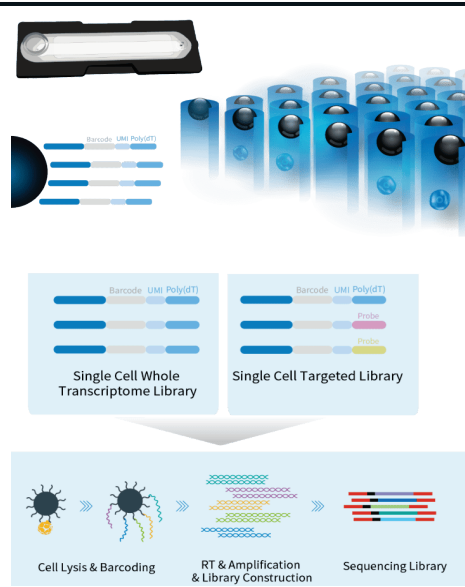 Barcode UMI Poly(dT)
Barcode UMI Poly(dT)
Single Cell Whole
Transcriptome Library
Barcode UMI Poly(dT)
Probe
Probe
Single Cell Targeted Library
Cell Lysis & Barcoding
RT & Amplification
& Library Construction
Sequencing Library